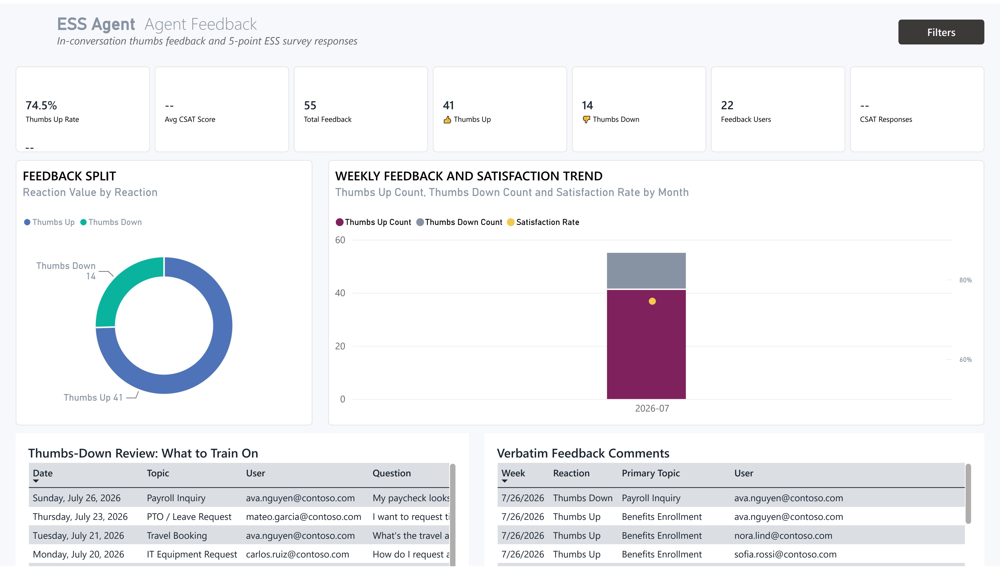 ESS Agent Agent Feedback
In-conversation thumbs feedback and 5-point ESS survey responses
Filters
74.5%
Thumbs Up Rate
--
--
Avg CSAT Score
55
Total Feedback
41
👍 Thumbs Up
14
👎 Thumbs Down
22
Feedback Users
--
CSAT Responses
FEEDBACK SPLIT
Reaction Value by Reaction
Thumbs Up Thumbs Down
Thumbs Down
14
Thumbs Up 41
WEEKLY FEEDBACK AND SATISFACTION TREND
Thumbs Up Count, Thumbs Down Count and Satisfaction Rate by Month
Thumbs Up Count Thumbs Down Count Satisfaction Rate
60
40
20
0
80%
60%
2026-07
Thumbs-Down Review: What to Train On
Date Topic User Question
Sunday, July 26, 2026 Payroll Inquiry ava.nguyen@contoso.com My paycheck looks
Thursday, July 23, 2026 PTO / Leave Request mateo.garcia@contoso.com I want to request ti
Tuesday, July 21, 2026 Travel Booking ava.nguyen@contoso.com What's the travel a
Monday, July 20, 2026 IT Equipment Request carlos.ruiz@contoso.com How do I request a
Verbatim Feedback Comments
Week Reaction Primary Topic User
7/26/2026 Thumbs Down Payroll Inquiry ava.nguyen@contoso.com
7/26/2026 Thumbs Up Benefits Enrollment ava.nguyen@contoso.com
7/26/2026 Thumbs Up Benefits Enrollment nora.lind@contoso.com
7/26/2026 Thumbs Up Benefits Enrollment sofia.rossi@contoso.com